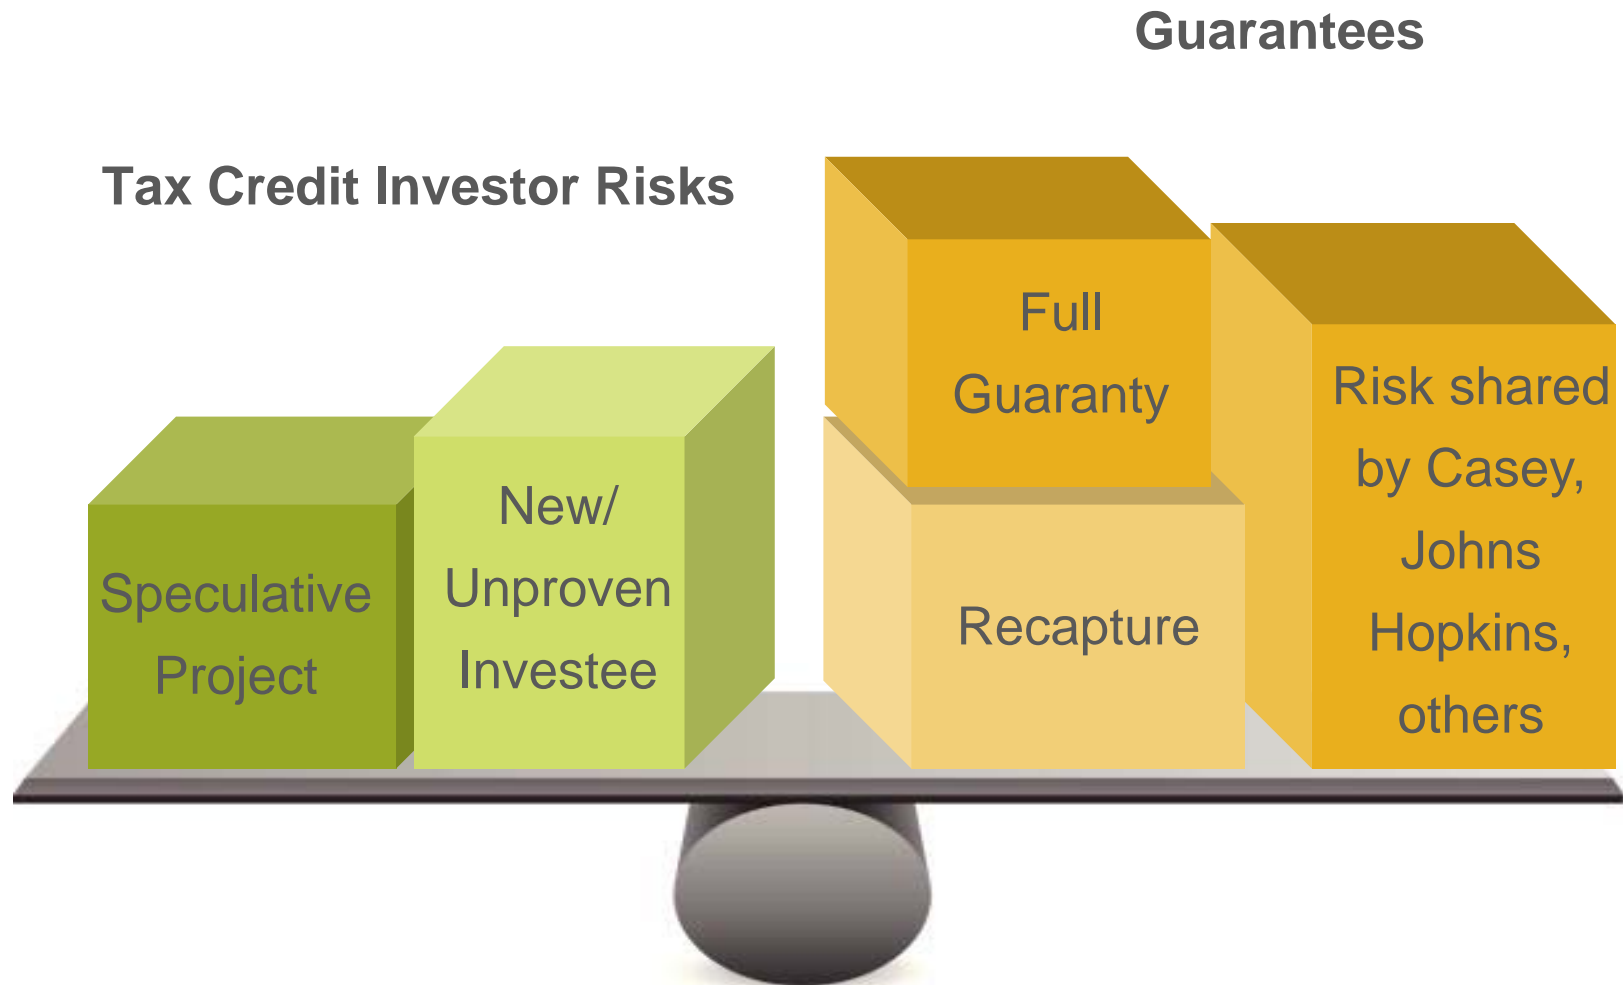 Guarantees
Tax Credit Investor Risks
Speculative
Project
New/
Unproven
Investee
Full
Guaranty
Recapture
Risk shared
by Casey,
Johns
Hopkins,
others